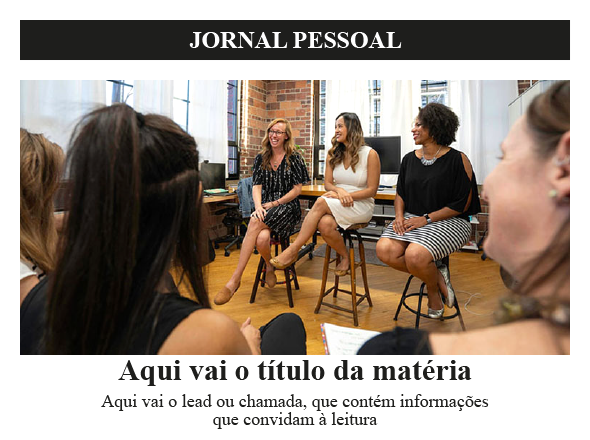 JORNAL PESSOAL
Aqui vai o título da matéria
Aqui vai o lead ou chamada, que contém informações
que convidam à leitura